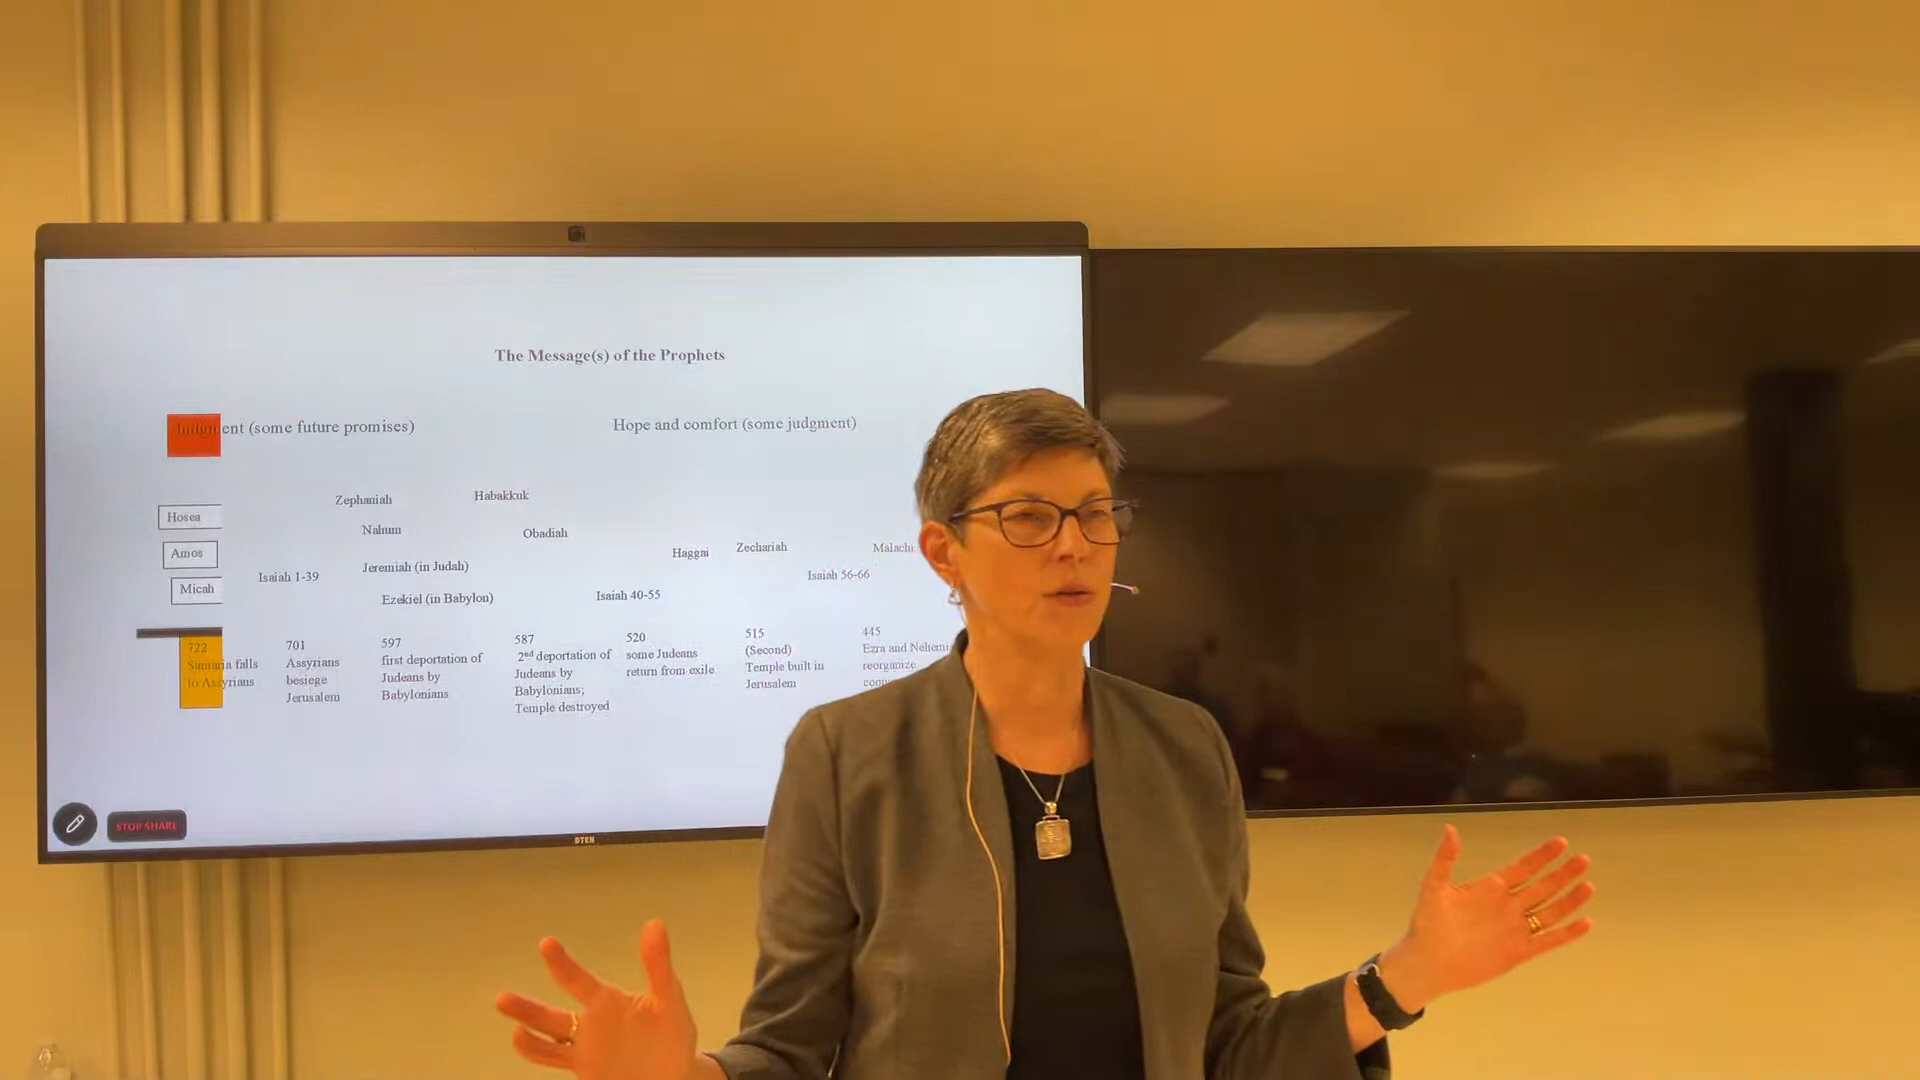 The Message(s) of the Prophets
Judgment (some future promises)
Hope and comfort (some judgment)
Zephaniah
Habakkuk
Hosea
Nahum
Obadiah
Amos
Haggai
Zechariah
Malachi
Jeremiah (in Judah)
Isaiah 1-39
Isaiah 56-66
Micah
Ezekiel (in Babylon)
Isaiah 40-55
722
Samaria falls
to Assyrians
701
Assyrians
besiege
Jerusalem
597
first deportation of
Judeans by
Babylonians
587
2nd deportation of
Judeans by
Babylonians;
Temple destroyed
520
some Judeans
return from exile
515
(Second)
Temple built in
Jerusalem
445
Ezra and Nehemi
reorganize
STOP SHARE
DTEN